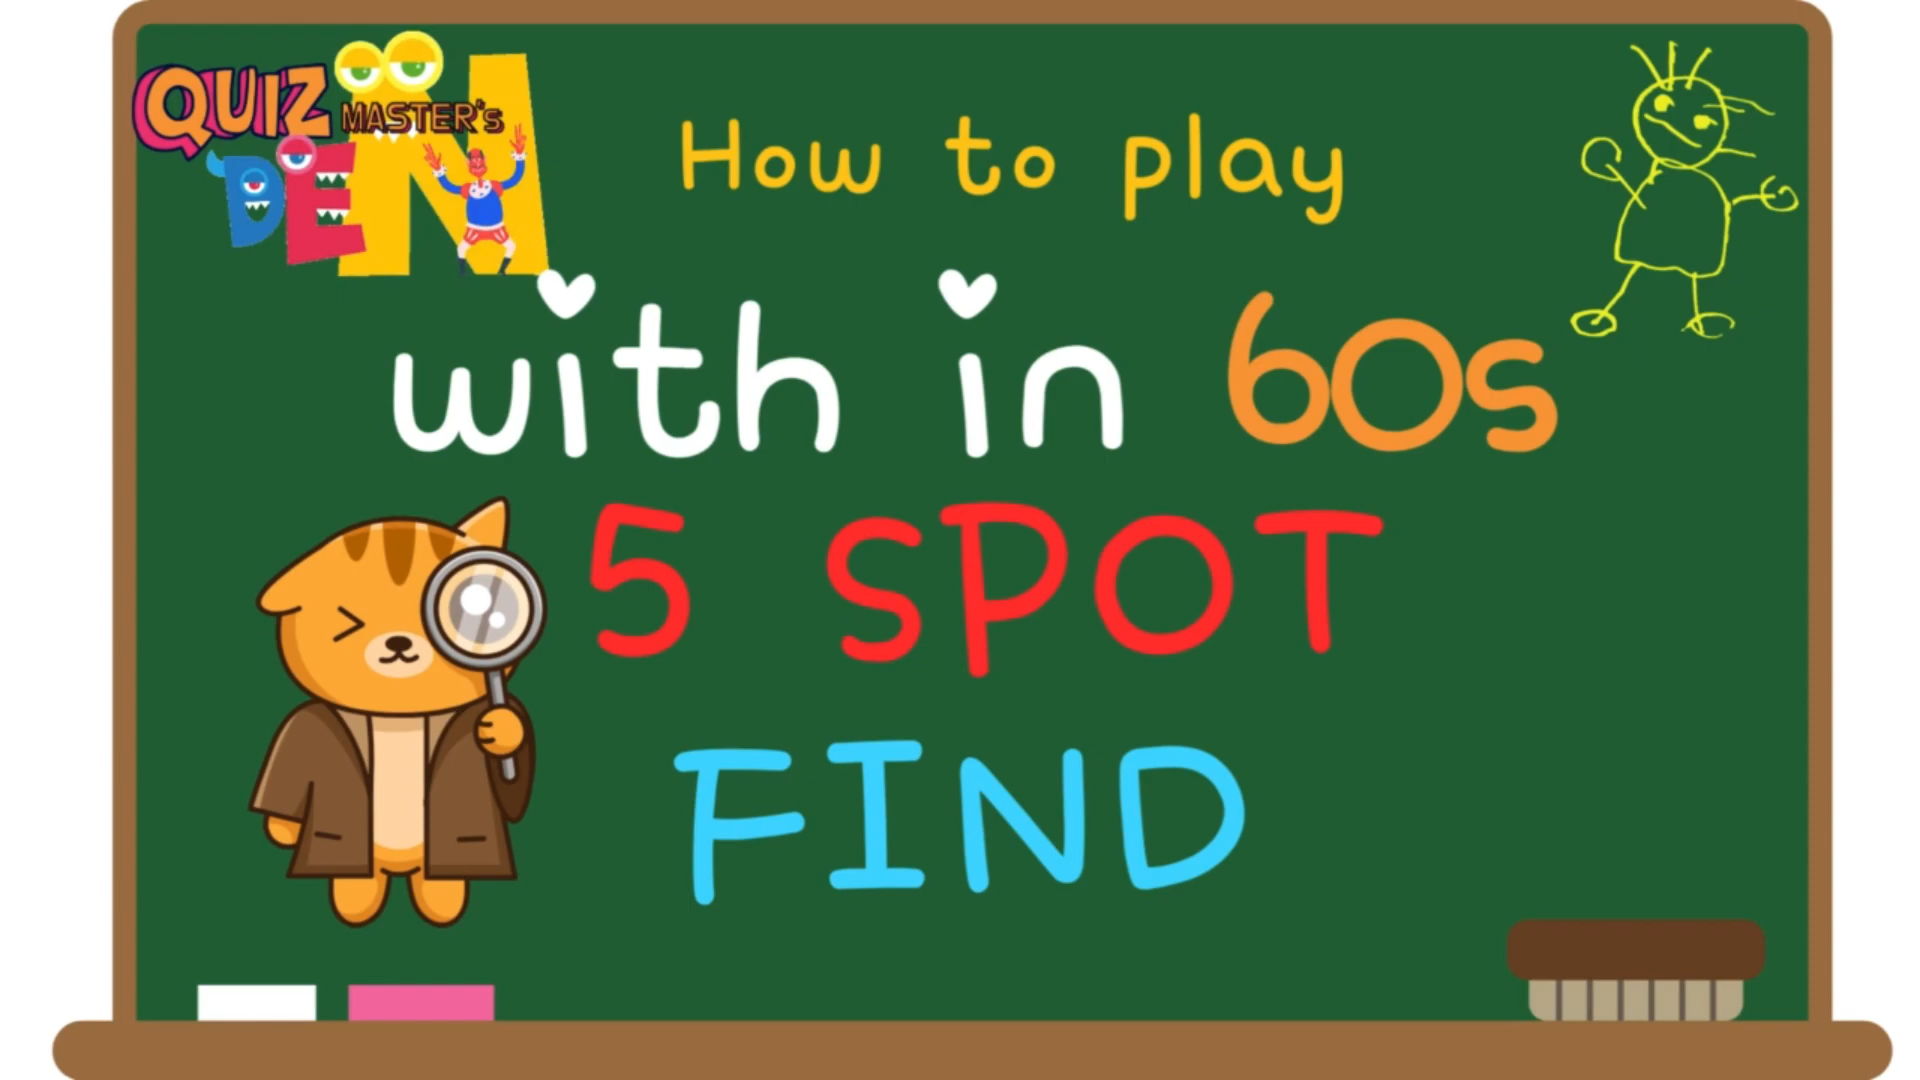 QUIZ MASTER's
DEN
How to play
with in 60s
5 SPOT
FIND